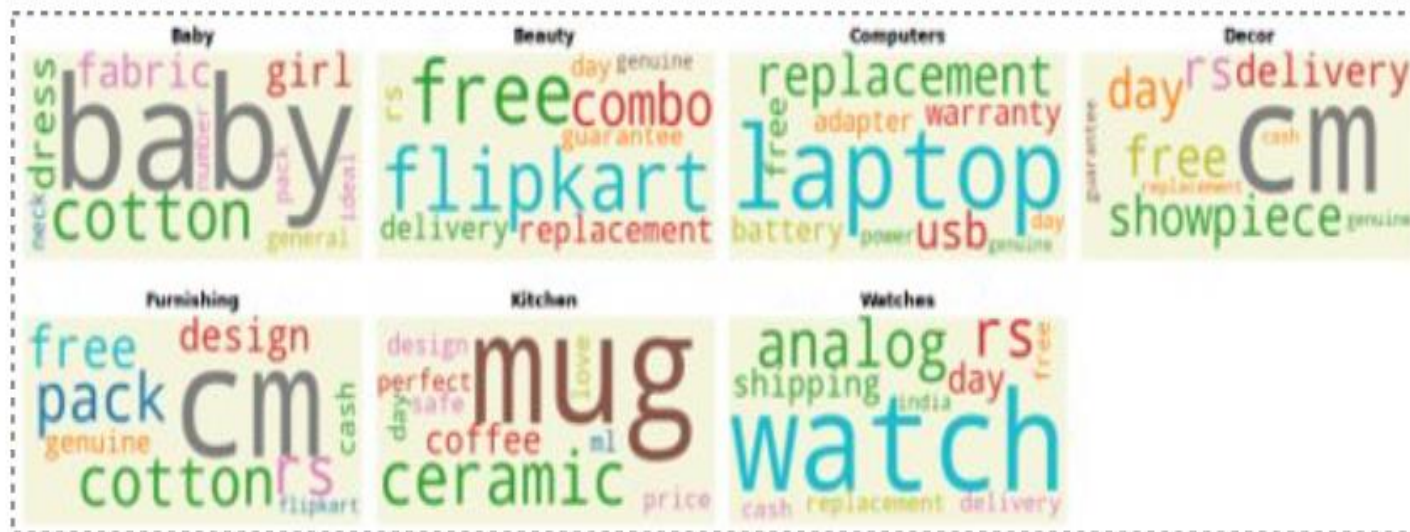 Baby
Beauty
Computers
Decor
fabric girl
dress baby number
pack ideal
neck cotton general
day genuine
rs free combo
guarantee
flipkart
delivery replacement
replacement
free adapter warranty
laptop
battery power usb genuine day
day rs delivery
guarantee free cash cm
replacement
showpiece genuine
Furnishing
Kitchen
Watches
free design
pack cm cash
genuine
cotton rs
flipkart
design mug love
perfect
day safe
coffee ml
ceramic price
analog rs free
shipping day
india
watch
cash replacement delivery